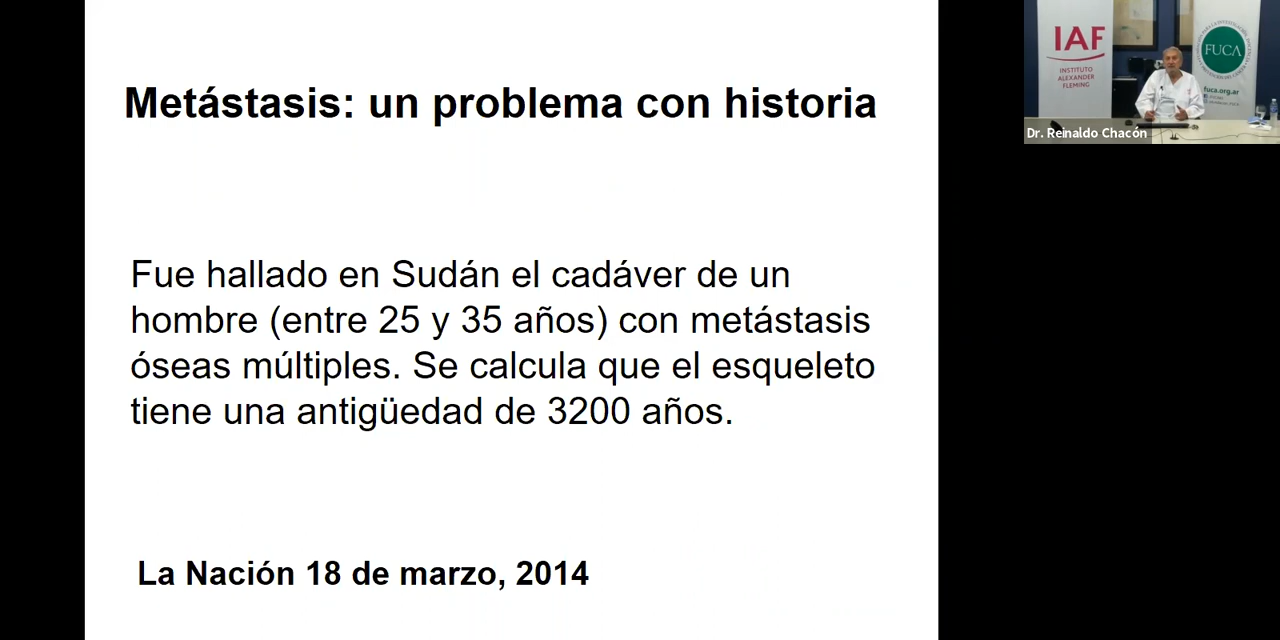 Metástasis: un problema con historia
Fue hallado en Sudán el cadáver de un
hombre (entre 25 y 35 años) con metástasis
óseas múltiples. Se calcula que el esqueleto
tiene una antigüedad de 3200 años.
La Nación 18 de marzo, 2014
IAF
INSTITUTO
ALEXANDER
FLEMING
FUCA
fuca.org.ar
Dr. Reinaldo Chacón